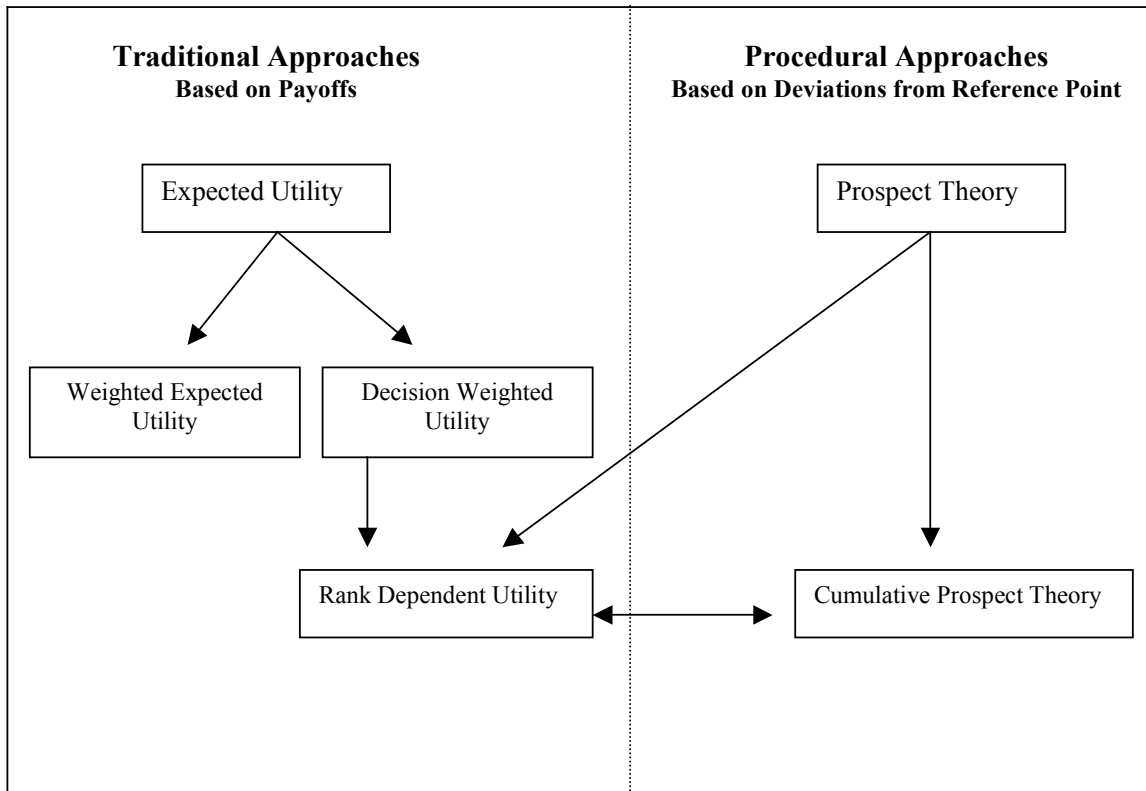 Traditional Approaches
Based on Payoffs
Procedural Approaches
Based on Deviations from Reference Point
Expected Utility
Prospect Theory
Weighted Expected
Utility
Decision Weighted
Utility
Rank Dependent Utility
Cumulative Prospect Theory